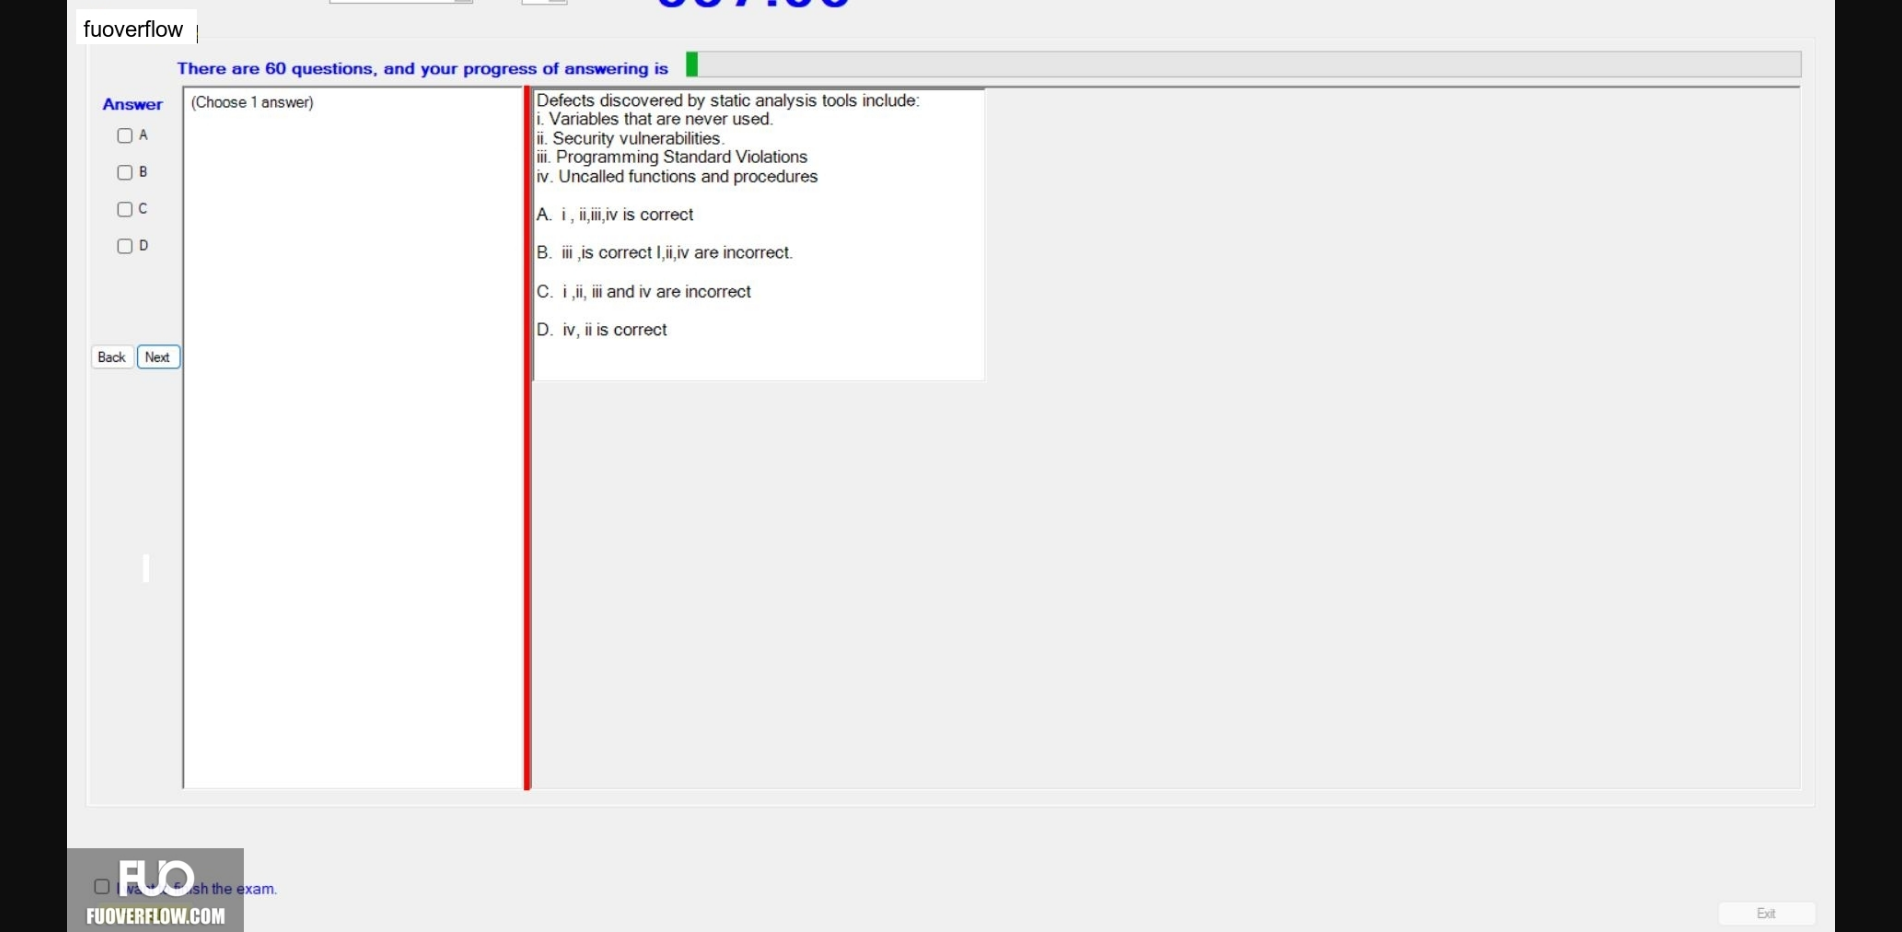 fuoverflow
There are 60 questions, and your progress of answering is
Answer
(Choose 1 answer)
A
B
C
D
Back Next
Defects discovered by static analysis tools include:
i. Variables that are never used.
ii. Security vulnerabilities.
iii. Programming Standard Violations
iv. Uncalled functions and procedures
A. i , ii,iii,iv is correct
B. iii ,is correct I,ii,iv are incorrect.
C. i ,ii, iii and iv are incorrect
D. iv, ii is correct
FUO
the exam.
FUOVERFLOW.COM
Exit